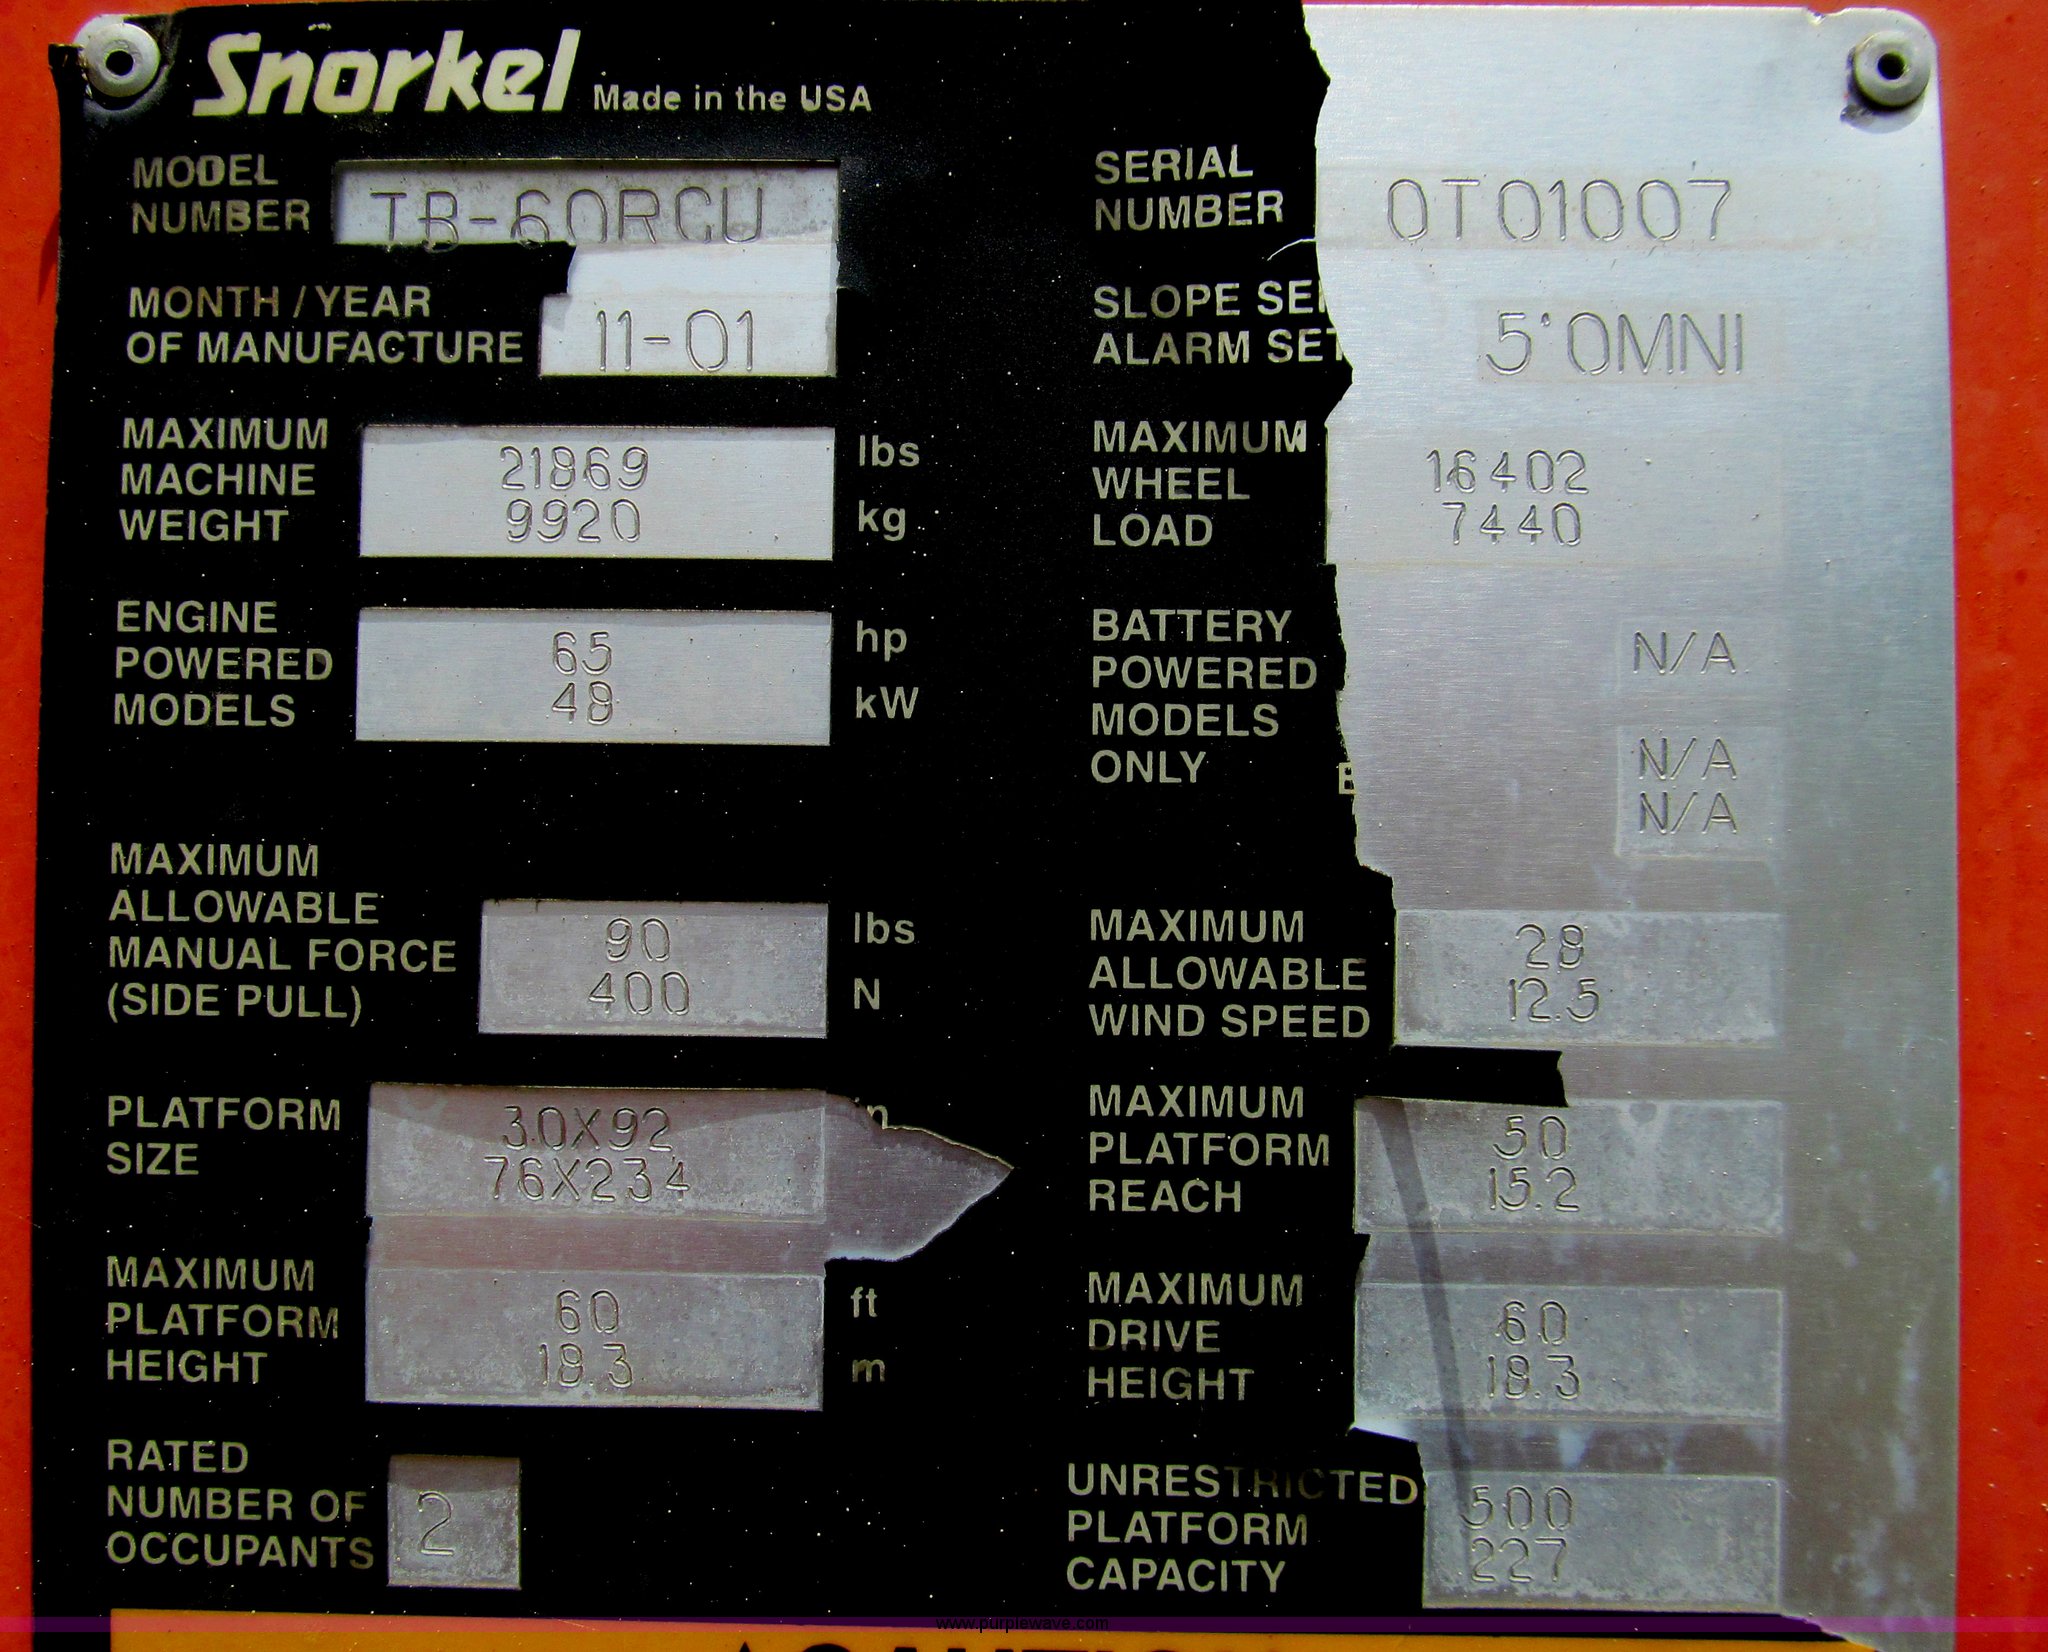 Snorkel Made in the USA
MODEL
NUMBER
TB-60RCU
MONTH / YEAR
OF MANUFACTURE
11-01
MAXIMUM
MACHINE
WEIGHT
21869 lbs
9920 kg
ENGINE
POWERED
MODELS
65 hp
48 kW
MAXIMUM
ALLOWABLE
MANUAL FORCE
(SIDE PULL)
90 lbs
400 N
PLATFORM
SIZE
30X92 in
76X234
MAXIMUM
PLATFORM
HEIGHT
60 ft
18.3 m
RATED
NUMBER OF
OCCUPANTS
2
SERIAL
NUMBER
0T01007
SLOPE SE
ALARM SET
5°OMNI
MAXIMUM
WHEEL
LOAD
16402
7440
BATTERY
POWERED
MODELS
ONLY
N/A
N/A
N/A
MAXIMUM
ALLOWABLE
WIND SPEED
28
12.5
MAXIMUM
PLATFORM
REACH
50
15.2
MAXIMUM
DRIVE
HEIGHT
60
18.3
UNRESTRICTED
PLATFORM
CAPACITY
500
227
www.purplewave.com
CAUTION